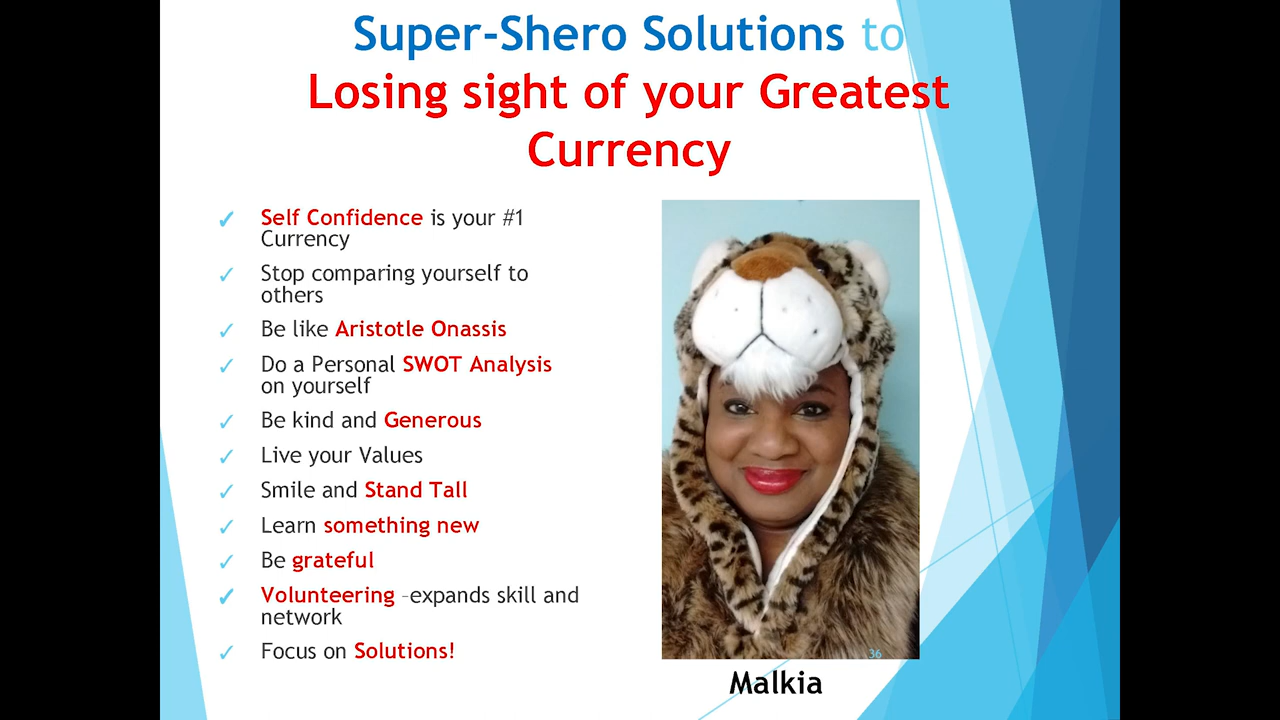 Super-Shero Solutions to
Losing sight of your Greatest
Currency
✓ Self Confidence is your #1
Currency
✓ Stop comparing yourself to
others
✓ Be like Aristotle Onassis
✓ Do a Personal SWOT Analysis
on yourself
✓ Be kind and Generous
✓ Live your Values
✓ Smile and Stand Tall
✓ Learn something new
✓ Be grateful
✓ Volunteering –expands skill and
network
✓ Focus on Solutions!
36
Malkia